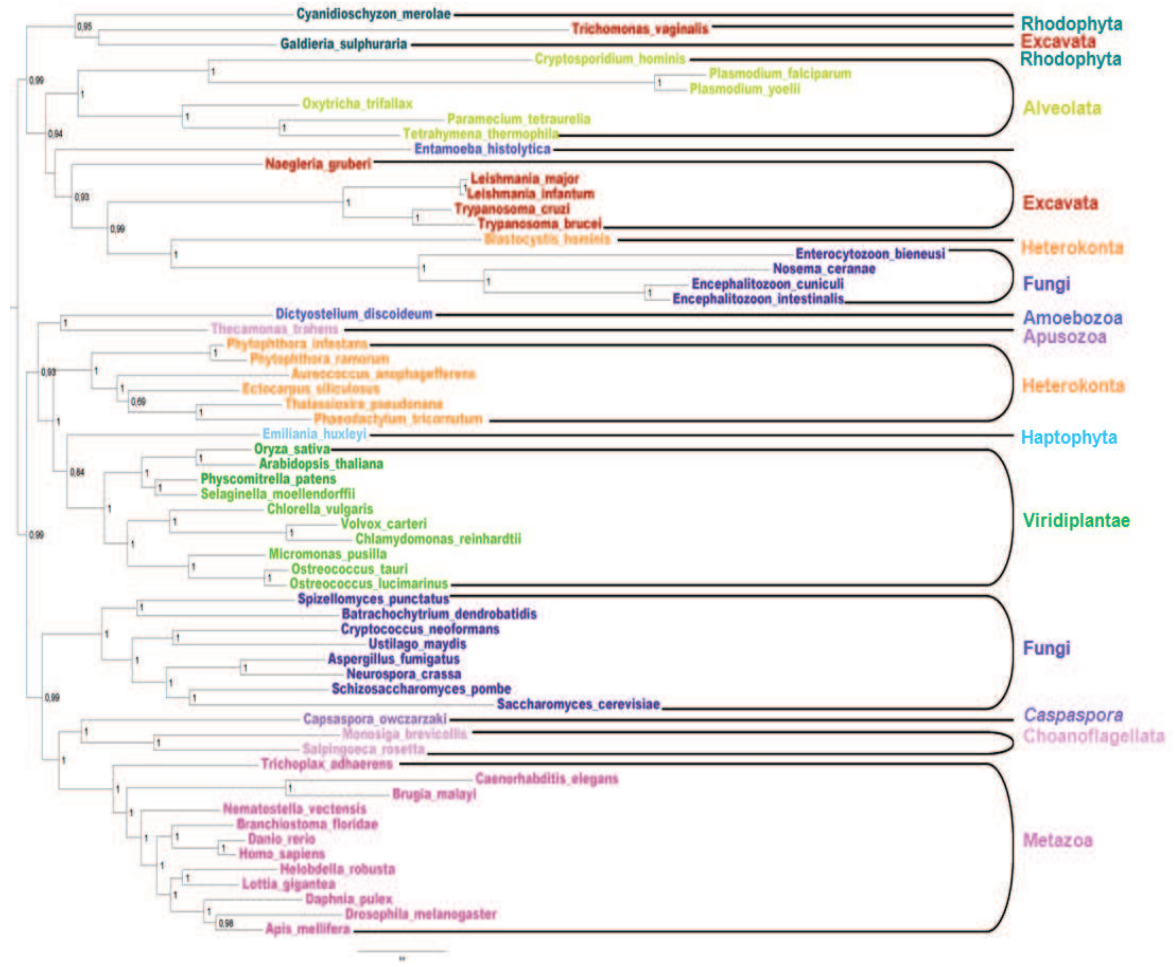 Cyanidioschyzon_merolae
Rhodophyta
0,95
Trichomonas_vaginalis
Excavata
Galdieria_sulphuraria
Rhodophyta
Cryptosporidium_hominis
0,99
Plasmodium_falciparum
1
1
Plasmodium_yoelii
1
Oxytricha_trifallax
Alveolata
1
Paramecium_tetraurelia
1
0,94
Tetrahymena_thermophila
Entamoeba_histolytica
Naegleria_gruberi
Leishmania_major
1
1
Leishmania_infantum
0,93
Excavata
Trypanosoma_cruzi
1
Trypanosoma_brucei
0,99
Blastocystis_hominis
Heterokonta
1
Enterocytozoon_bieneusi
1
Nosema_ceranae
1
Encephalitozoon_cuniculi
Fungi
1
Encephalitozoon_intestinalis
Dictyostelium_discoideum
Amoebozoa
1
Thecamonas_trahens
Apusozoa
Phytophthora_infestans
1
1
Phytophthora_ramorum
0,93
Aureococcus_anophagefferens
1
Ectocarpus_siliculosus
Heterokonta
0,69
Thalassiosira_pseudonana
1
1
Phaeodactylum_tricornutum
Emiliania_huxleyi
Haptophyta
Oryza_sativa
1
Arabidopsis_thaliana
0,84
1
Physcomitrella_patens
1
Selaginella_moellendorffii
1
Chlorella_vulgaris
1
Volvox_carteri
Viridiplantae
1
Chlamydomonas_reinhardtii
1
0,99
Micromonas_pusilla
1
Ostreococcus_tauri
1
Ostreococcus_lucimarinus
Spizellomyces_punctatus
1
Batrachochytrium_dendrobatidis
1
Cryptococcus_neoformans
1
Ustilago_maydis
1
Fungi
Aspergillus_fumigatus
1
Neurospora_crassa
1
Schizosaccharomyces_pombe
1
0,99
Saccharomyces_cerevisiae
Capsaspora_owczarzaki
Caspaspora
1
Monosiga_brevicollis
Choanoflagellata
1
Salpingoeca_rosetta
1
Trichoplax_adhaerens
Caenorhabditis_elegans
1
1
Brugia_malayi
1
Nematostella_vectensis
1
Branchiostoma_floridae
1
Danio_rerio
Metazoa
1
1
Homo_sapiens
Helobdella_robusta
1
Lottia_gigantea
1
Daphnia_pulex
1
Drosophila_melanogaster
0,98
Apis_mellifera